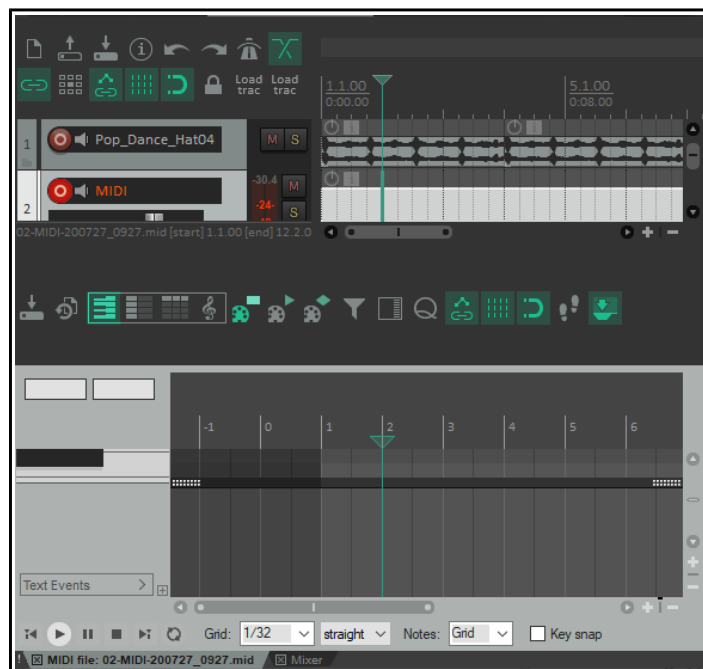 Load Load
trac trac
1.1.00 5.1.00
0:00.00 0:08.00
1 Pop_Dance_Hat04 M S
-30.4 M
MIDI
-24-
2 S
02-MIDI-200727_0927.mid [start] 1.1.00 [end] 12.2.0
-1 0 1 2 3 4 5 6
Text Events
Grid: 1/32 straight Notes: Grid Key snap
MIDI file: 02-MIDI-200727_0927.mid Mixer